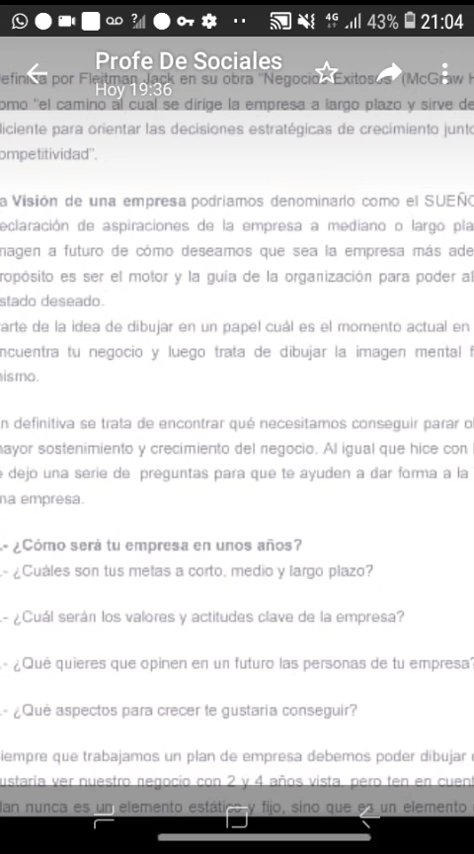 4G 43% 21:04
Profe De Sociales
Hoy 19:36
efinida por Fleitman Jack en su obra "Negocios Exitosos" (McGraw H
omo "el camino al cual se dirige la empresa a largo plazo y sirve de
liciente para orientar las decisiones estratégicas de crecimiento junto
ompetitividad".
a Visión de una empresa podríamos denominarlo como el SUEÑO
eclaración de aspiraciones de la empresa a mediano o largo pla
magen a futuro de cómo deseamos que sea la empresa más ade
ropósito es ser el motor y la guía de la organización para poder al
stado deseado.
arte de la idea de dibujar en un papel cuál es el momento actual en
ncuentra tu negocio y luego trata de dibujar la imagen mental f
ismo.
n definitiva se trata de encontrar qué necesitamos conseguir parar o
ayor sostenimiento y crecimiento del negocio. Al igual que hice con
e dejo una serie de preguntas para que te ayuden a dar forma a la
na empresa.
.- ¿Cómo será tu empresa en unos años?
.- ¿Cuáles son tus metas a corto, medio y largo plazo?
.- ¿Cuál serán los valores y actitudes clave de la empresa?
.- ¿Qué quieres que opinen en un futuro las personas de tu empresa?
.- ¿Qué aspectos para crecer te gustaría conseguir?
iempre que trabajamos un plan de empresa debemos poder dibujar
ustaría ver nuestro negocio con 2 y 4 años vista, pero ten en cuent
lan nunca es un elemento estático y fijo, sino que es un elemento